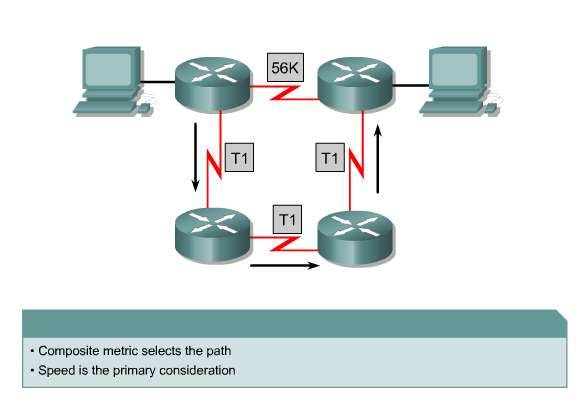 56K
T1
T1
T1
• Composite metric selects the path
• Speed is the primary consideration